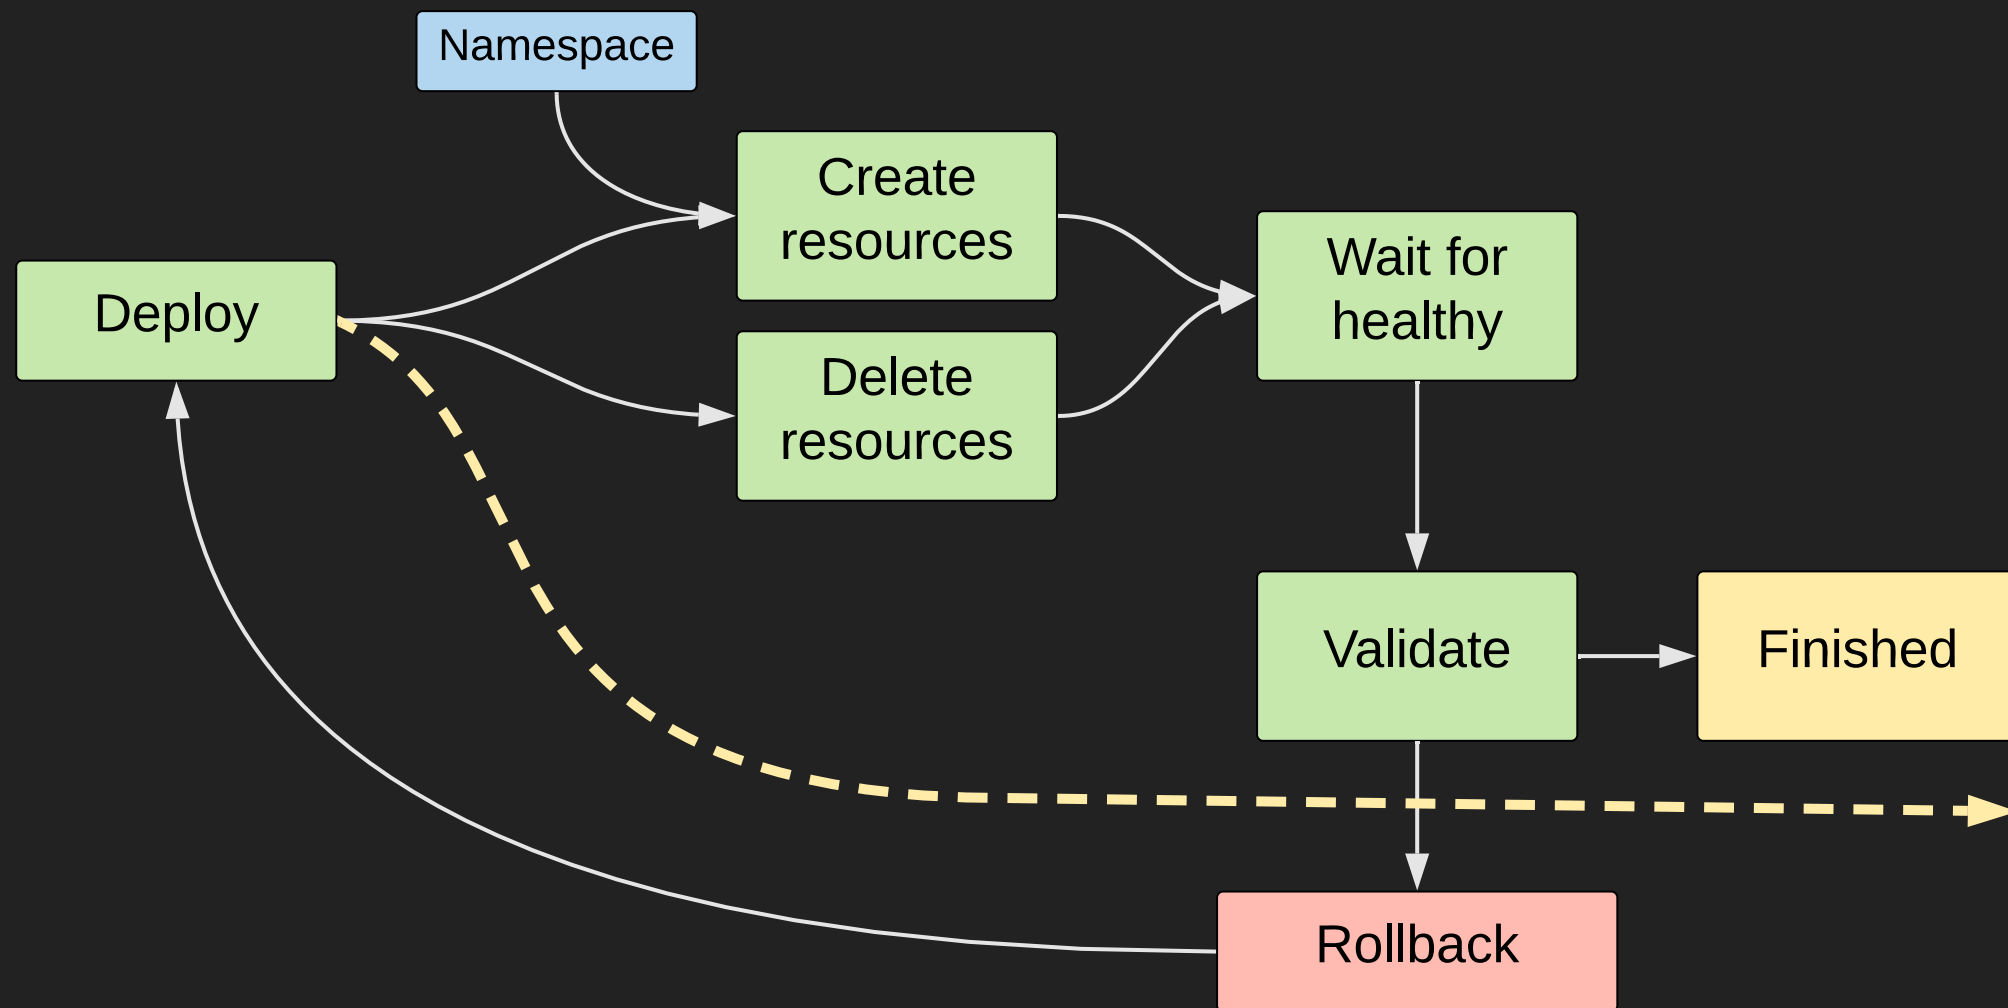 Namespace
Create
resources
Wait for
healthy
Deploy
Delete
resources
Validate
Finished
Rollback